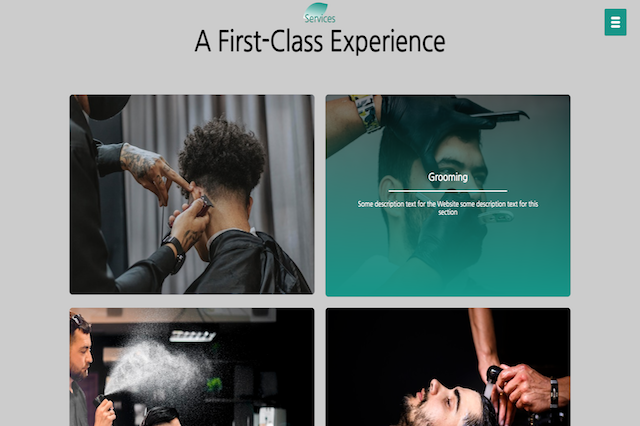 Services
A First-Class Experience
Grooming
Some description text for the Website some description text for this
section